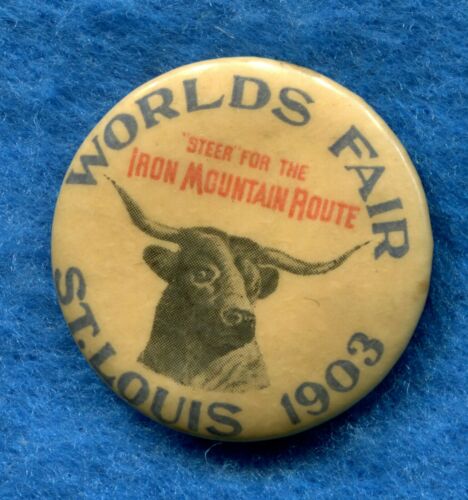 WORLDS FAIR
"STEER" FOR THE
IRON MOUNTAIN ROUTE
ST. LOUIS 1903